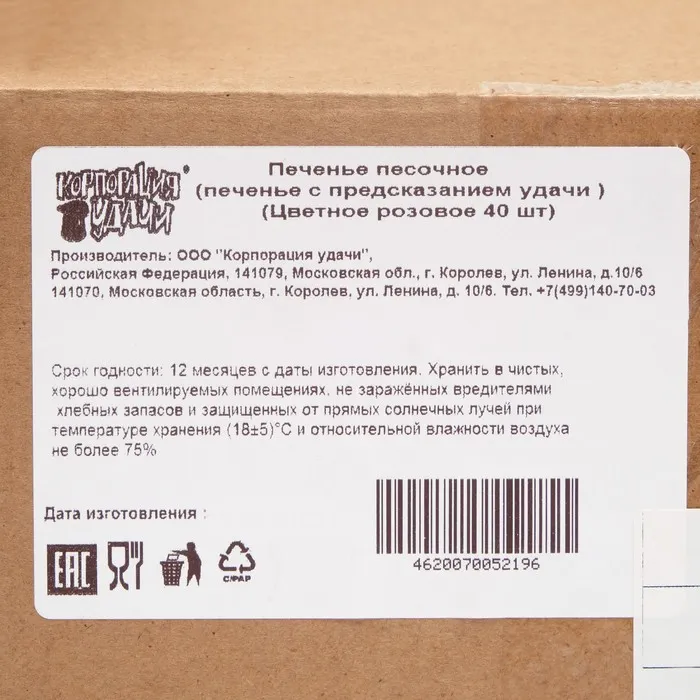 КОРПОРАЦИЯ
УДАЧИ
Печенье песочное
(печенье с предсказанием удачи )
(Цветное розовое 40 шт)
Производитель: ООО "Корпорация удачи",
Российская Федерация, 141079, Московская обл., г. Королев, ул. Ленина, д.10/6
141070, Московская область, г. Королев, ул. Ленина, д. 10/6. Тел. +7(499)140-70-03
Срок годности: 12 месяцев с даты изготовления. Хранить в чистых,
хорошо вентилируемых помещениях, не заражённых вредителями
хлебных запасов и защищенных от прямых солнечных лучей при
температуре хранения (18±5)°С и относительной влажности воздуха
не более 75%
Дата изготовления :
4620070052196
ЕАС
C/PAP